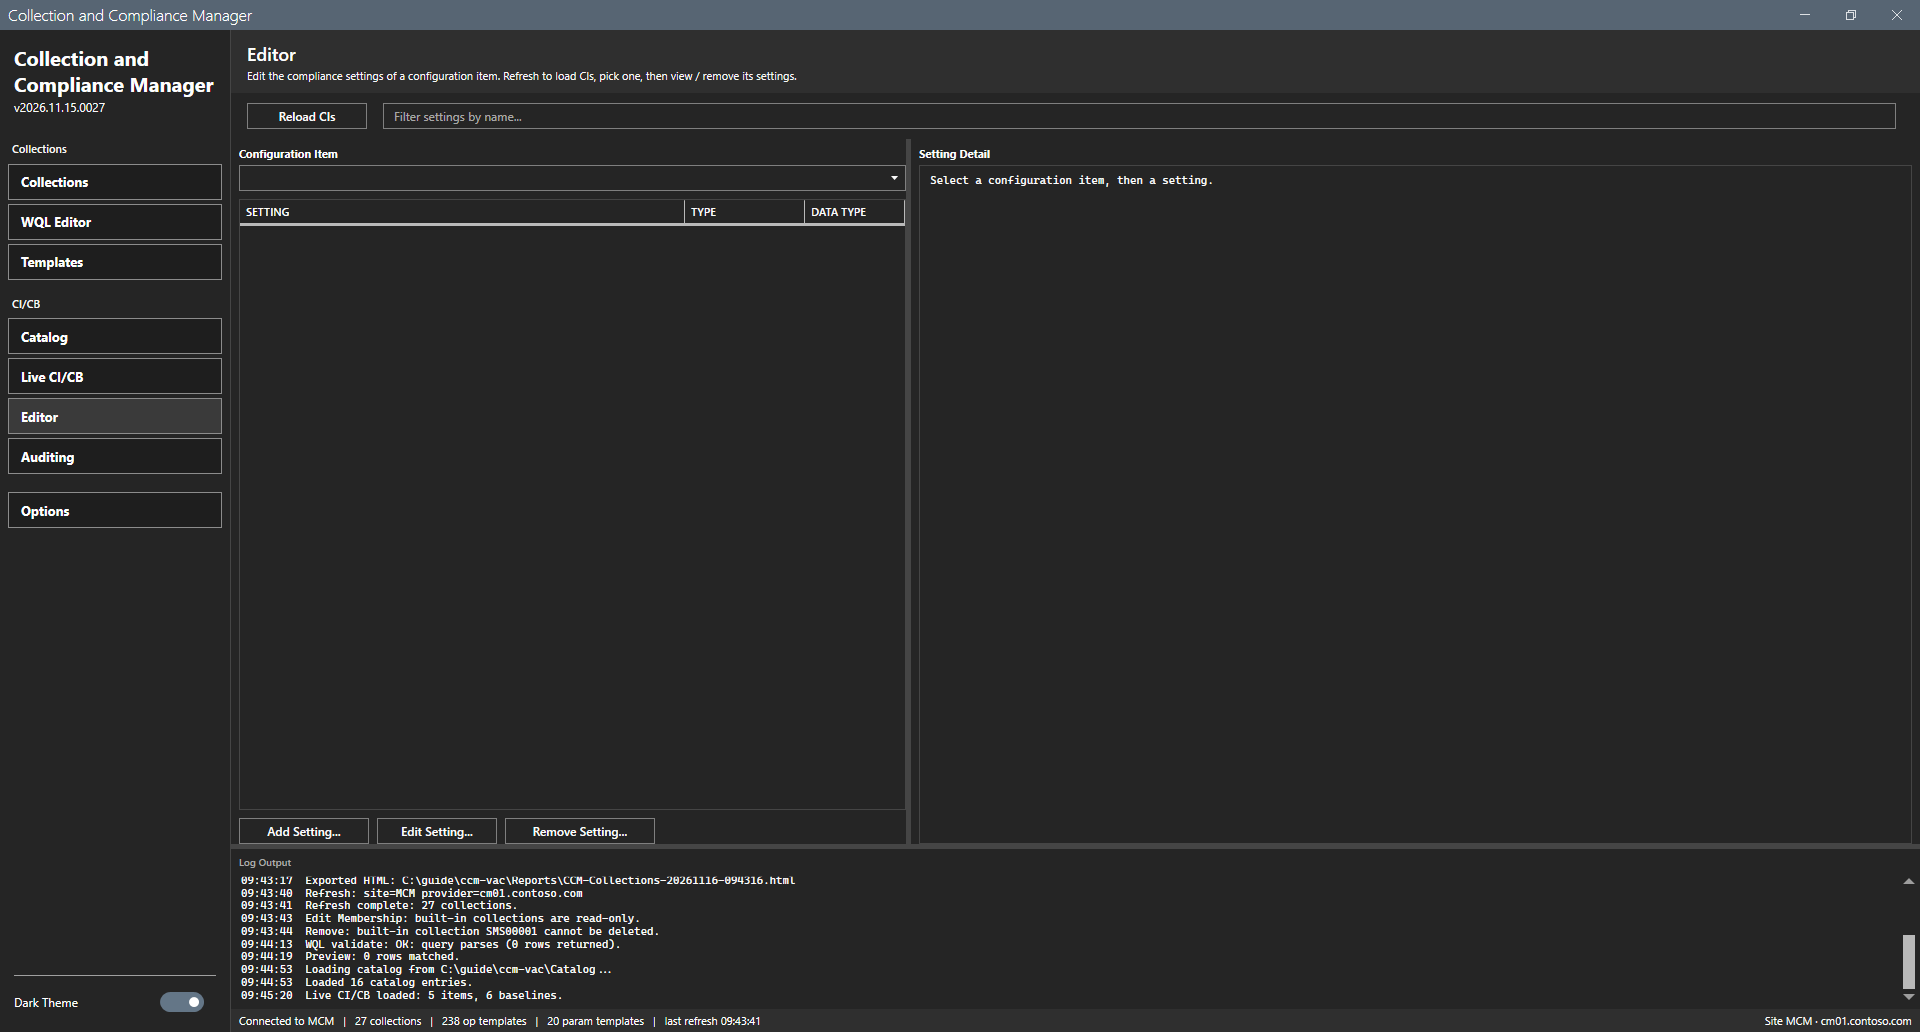 Collection and Compliance Manager
Collection and
Compliance Manager
v2026.11.15.0027
Collections
Collections
WQL Editor
Templates
CI/CB
Catalog
Live CI/CB
Editor
Auditing
Options
Dark Theme
Editor
Edit the compliance settings of a configuration item. Refresh to load CIs, pick one, then view / remove its settings.
Reload CIs
Filter settings by name...
Configuration Item
SETTING TYPE DATA TYPE
Add Setting... Edit Setting... Remove Setting...
Setting Detail
Select a configuration item, then a setting.
Log Output
09:43:17 Exported HTML: C:\guide\ccm-vac\Reports\CCM-Collections-20261116-094316.html
09:43:40 Refresh: site=MCM provider=cm01.contoso.com
09:43:41 Refresh complete: 27 collections.
09:43:43 Edit Membership: built-in collections are read-only.
09:43:44 Remove: built-in collection SMS00001 cannot be deleted.
09:44:13 WQL validate: OK: query parses (0 rows returned).
09:44:19 Preview: 0 rows matched.
09:44:53 Loading catalog from C:\guide\ccm-vac\Catalog...
09:44:53 Loaded 16 catalog entries.
09:45:20 Live CI/CB loaded: 5 items, 6 baselines.
Connected to MCM | 27 collections | 238 op templates | 20 param templates | last refresh 09:43:41
Site MCM · cm01.contoso.com